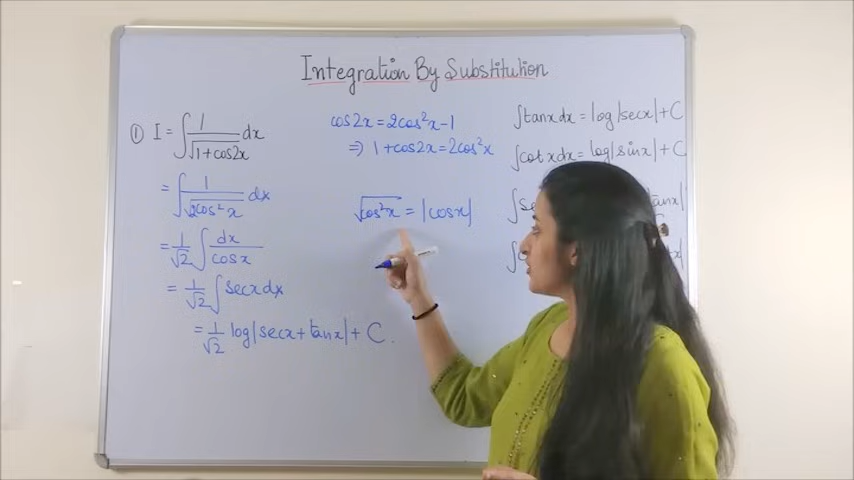 Integration By Substitution
① I = ∫ 1/√(1+cos2x) dx
= ∫ 1/√(2cos²x) dx
= 1/√2 ∫ dx/cosx
= 1/√2 ∫ secx dx
= 1/√2 log|secx + tanx| + C.
cos2x = 2cos²x-1
⇒ 1+cos2x = 2cos²x
√(cos²x) = |cosx|
∫tanx dx = log|secx| + C
∫cotx dx = log|sinx| + C